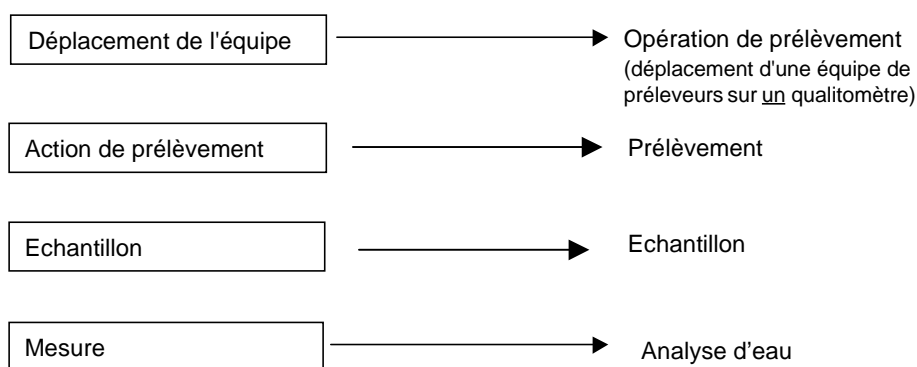 Déplacement de l'équipe
Opération de prélèvement
(déplacement d'une équipe de
préleveurs sur un qualitomètre)
Action de prélèvement
Prélèvement
Echantillon
Echantillon
Mesure
Analyse d’eau